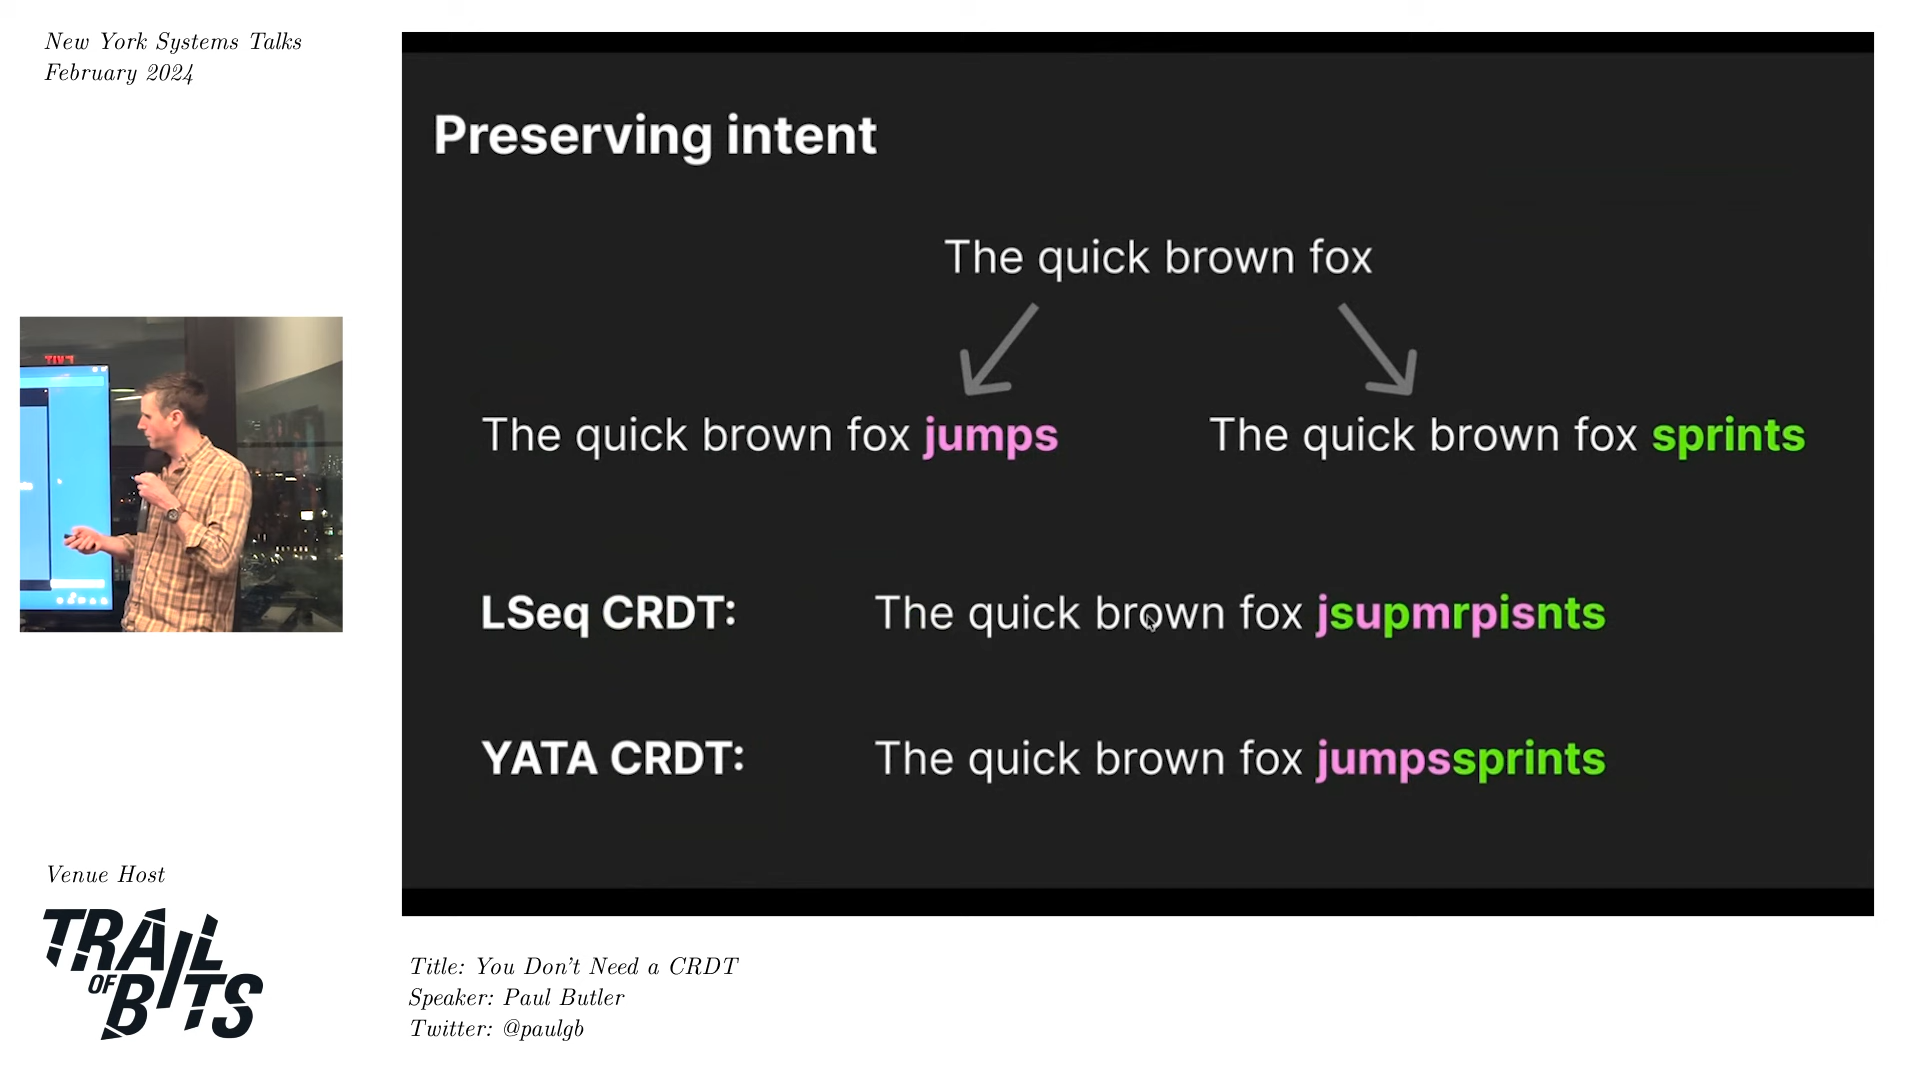 New York Systems Talks
February 2024
Preserving intent
The quick brown fox
The quick brown fox jumps
The quick brown fox sprints
LSeq CRDT: The quick brown fox jsupmrpisnts
YATA CRDT: The quick brown fox jumpssprints
Venue Host
TRAIL
OF
BITS
Title: You Don't Need a CRDT
Speaker: Paul Butler
Twitter: @paulgb